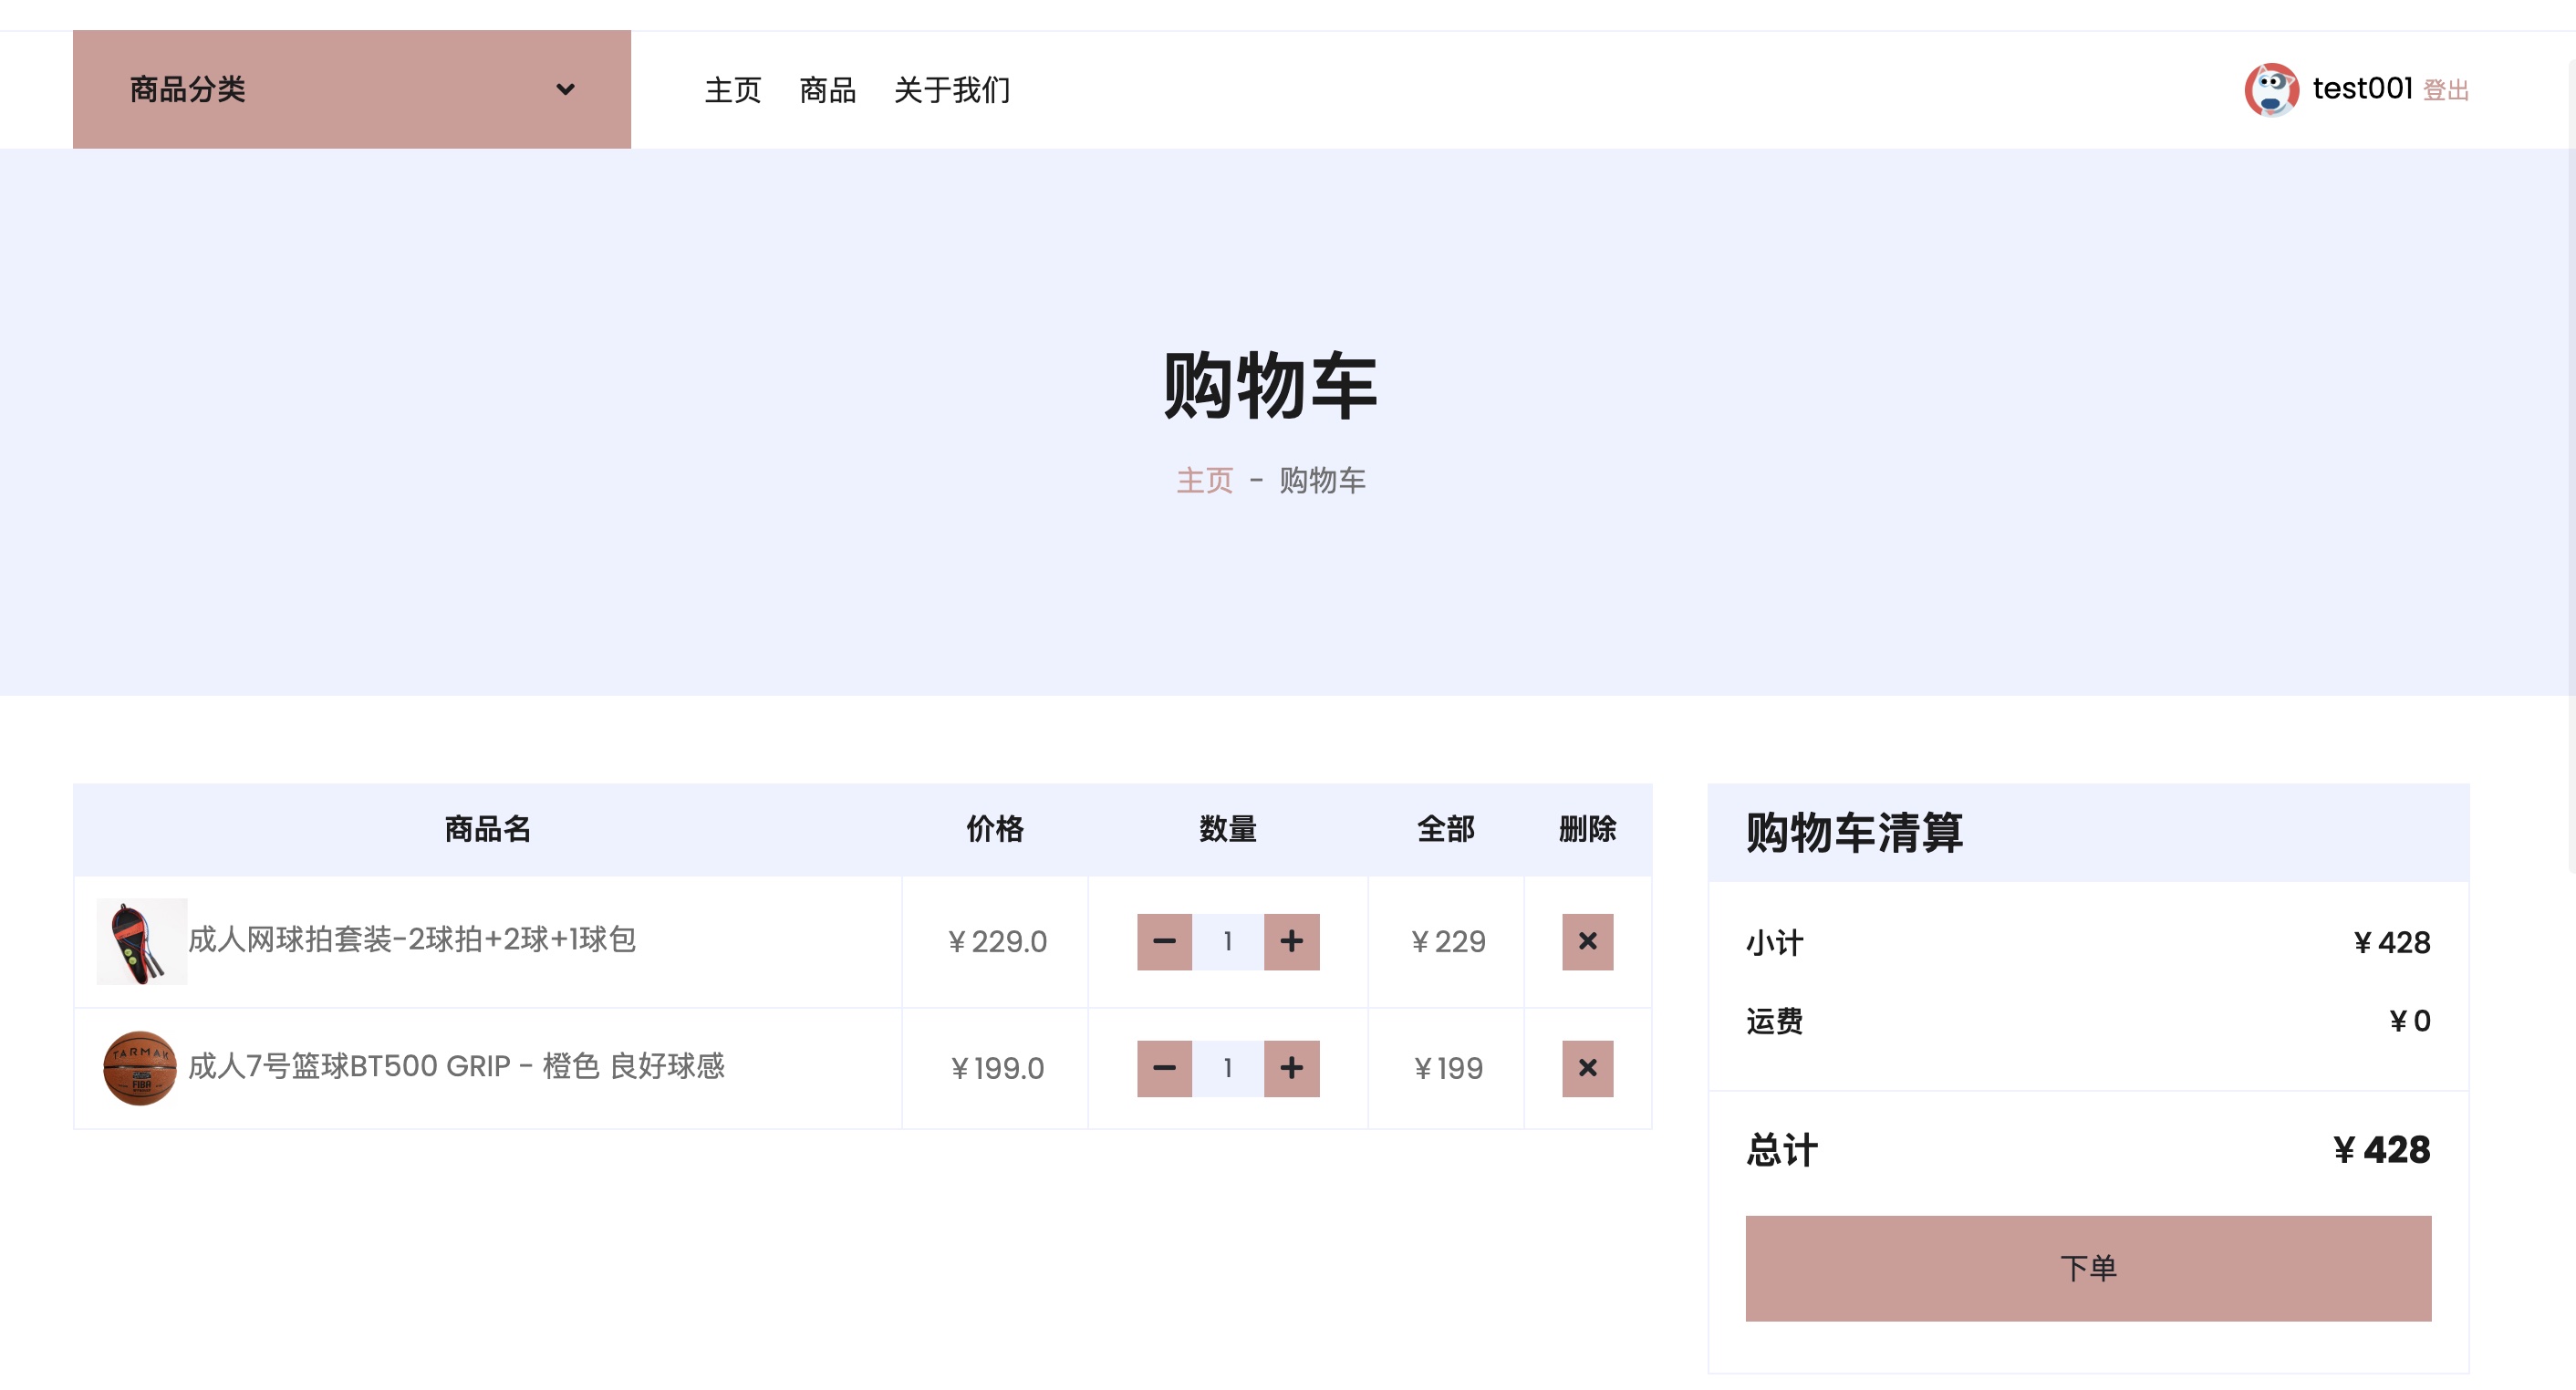 商品分类
主页 商品 关于我们
test001 登出
购物车
主页 - 购物车
商品名 价格 数量 全部 删除
成人网球拍套装-2球拍+2球+1球包 ¥229.0 1 ¥229
TARMAK
FIBA
成人7号篮球BT500 GRIP - 橙色 良好球感 ¥199.0 1 ¥199
购物车清算
小计 ¥428
运费 ¥0
总计 ¥428
下单